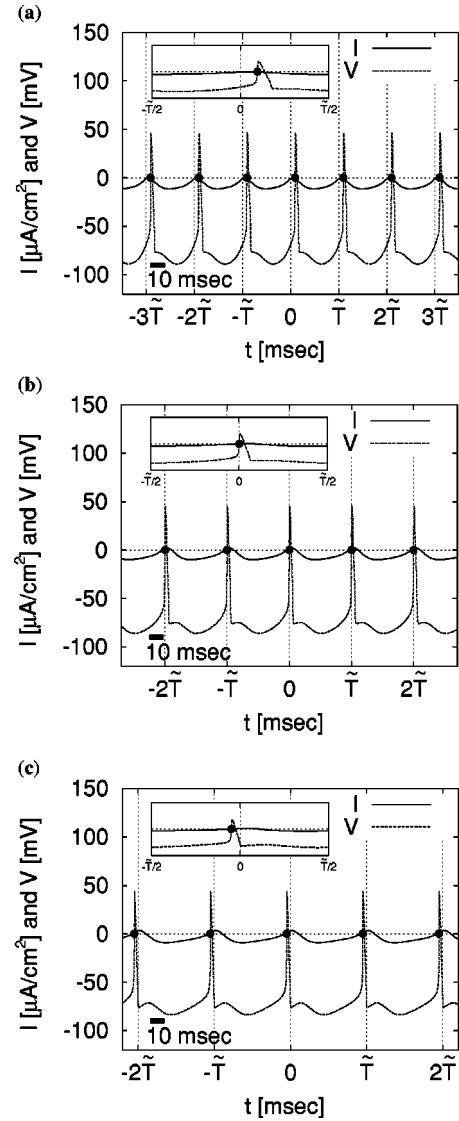 (a)
I [μA/cm²] and V [mV]
150
100
50
0
-50
-100
I
V
-T̃/2 0 T̃/2
10 msec
-3T̃ -2T̃ -T̃ 0 T̃ 2T̃ 3T̃
t [msec]
(b)
I [μA/cm²] and V [mV]
150
100
50
0
-50
-100
I
V
-T̃/2 0 T̃/2
10 msec
-2T̃ -T̃ 0 T̃ 2T̃
t [msec]
(c)
I [μA/cm²] and V [mV]
150
100
50
0
-50
-100
I
V
-T̃/2 0 T̃/2
10 msec
-2T̃ -T̃ 0 T̃ 2T̃
t [msec]